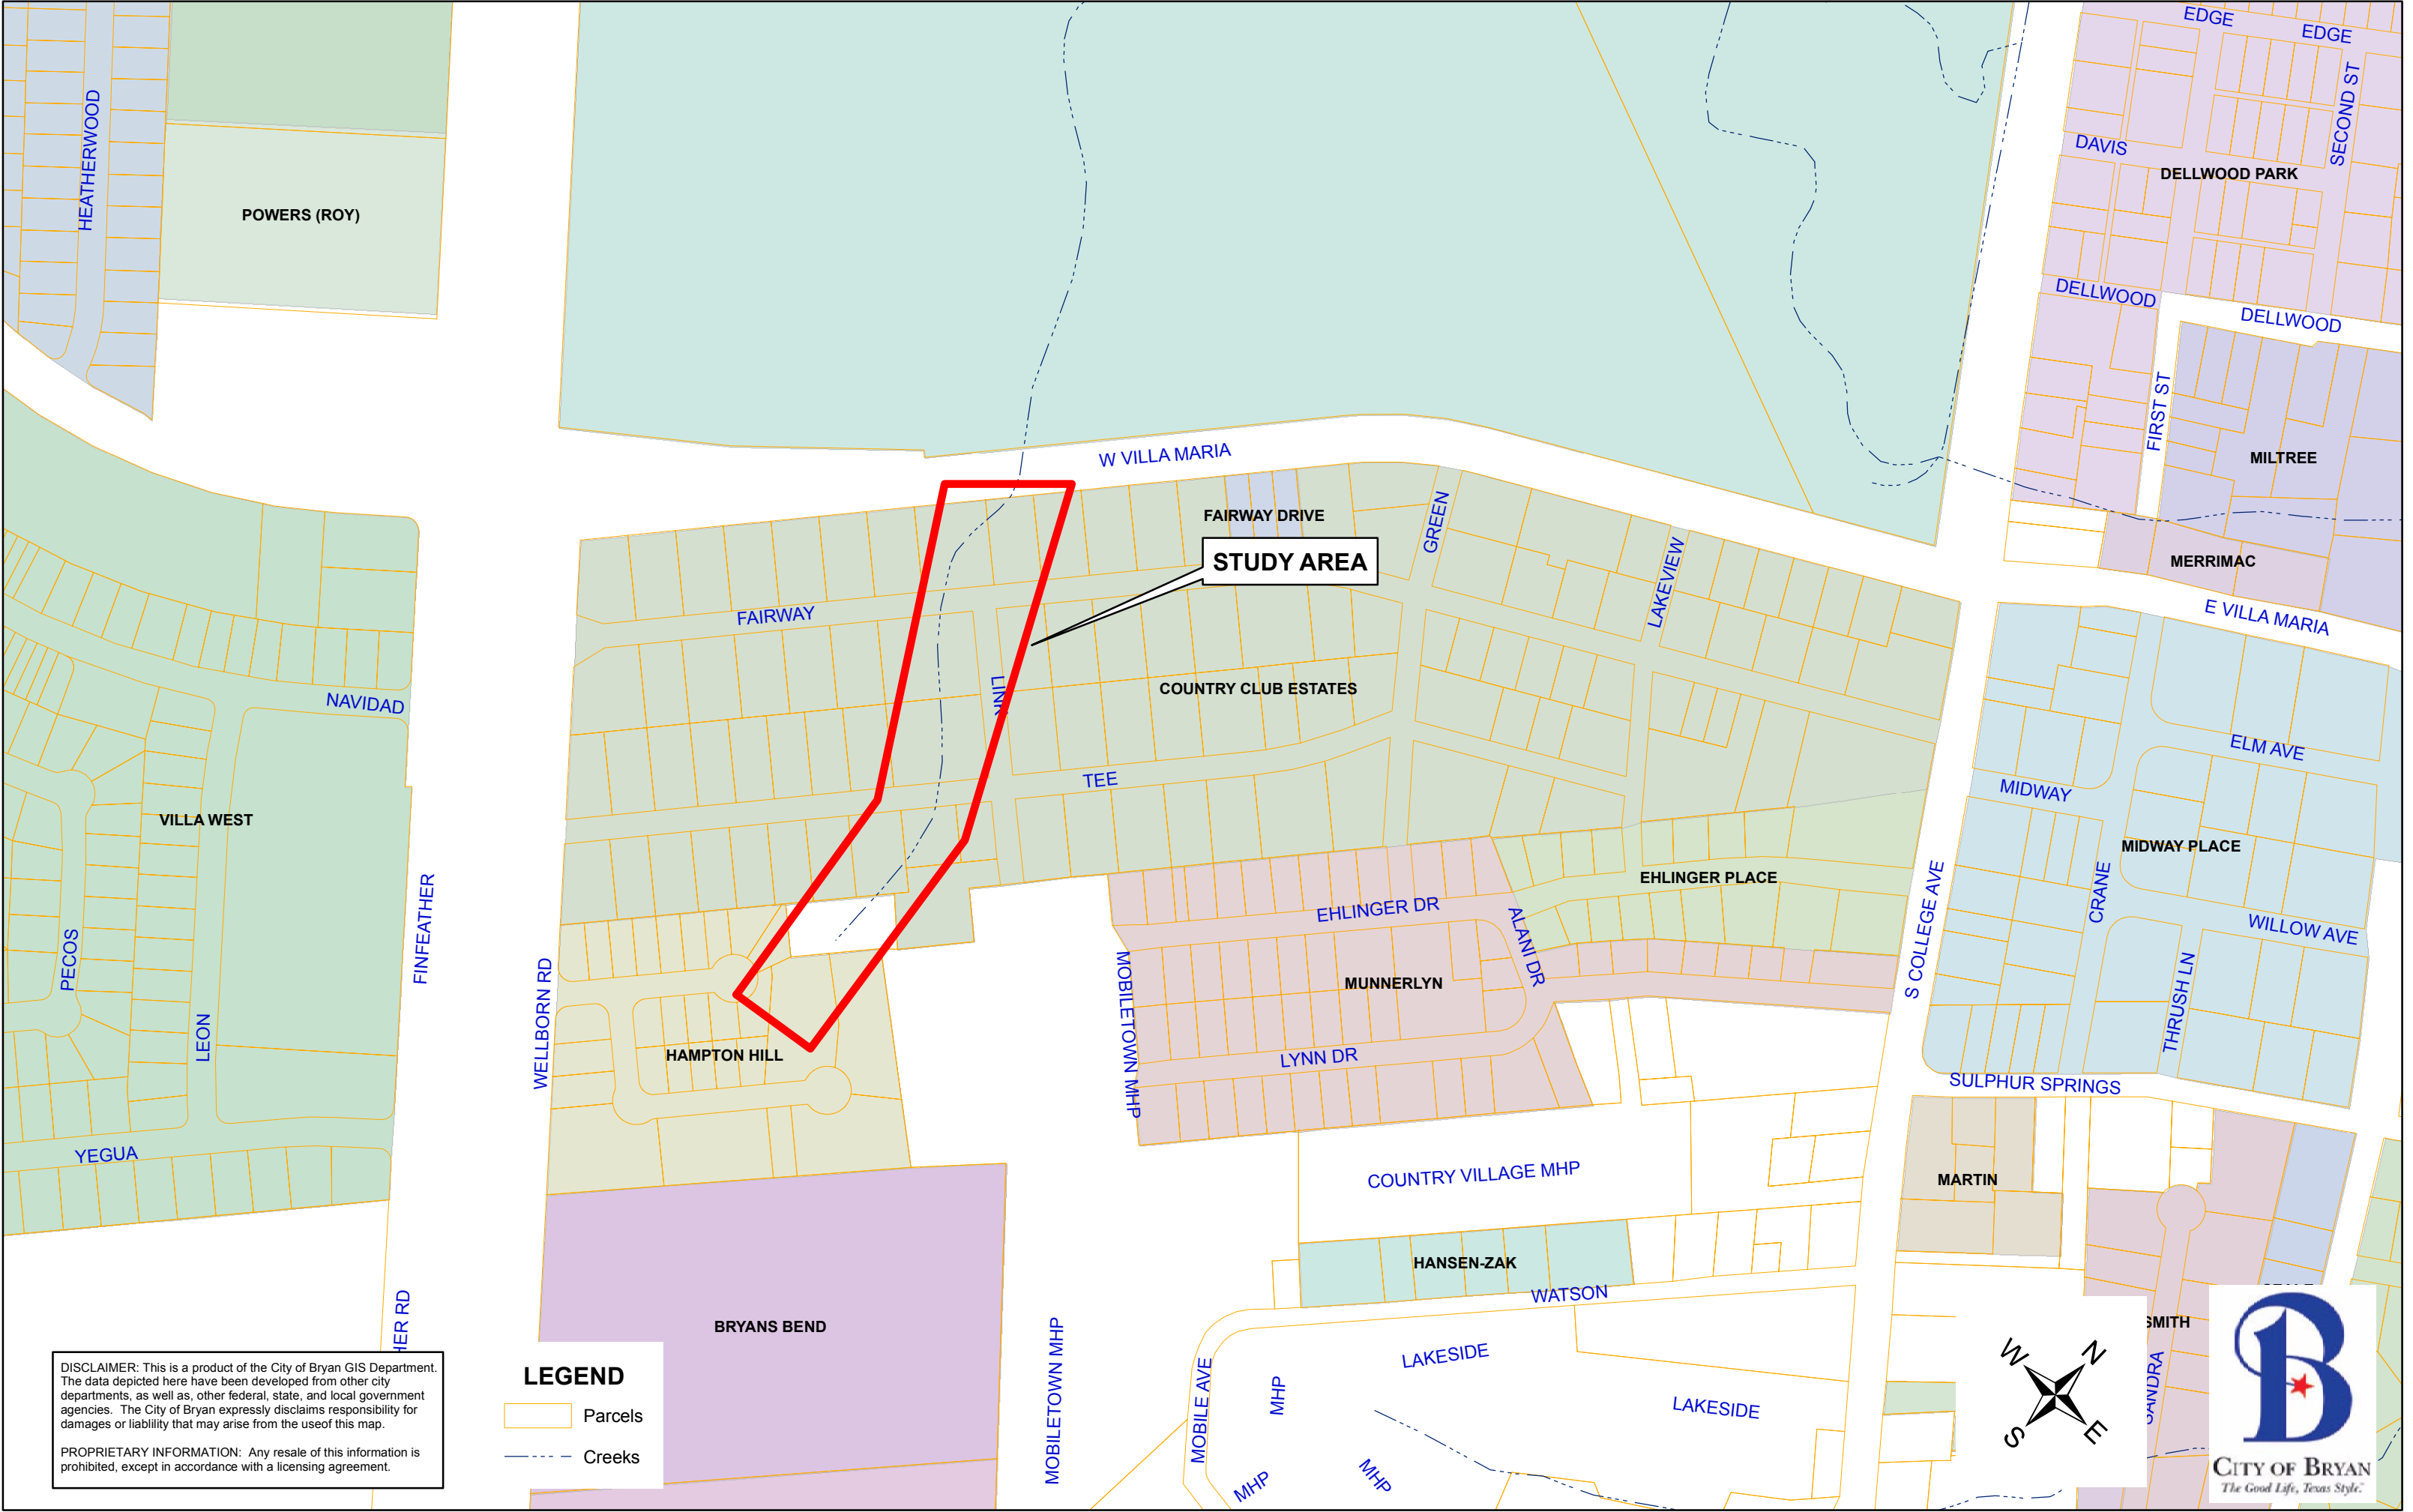 EDGE
EDGE
SECOND ST
HEATHERWOOD
DAVIS
DELLWOOD PARK
POWERS (ROY)
DELLWOOD
DELLWOOD
FIRST ST
W VILLA MARIA
MILTREE
FAIRWAY DRIVE
GREEN
STUDY AREA
MERRIMAC
LAKEVIEW
FAIRWAY
E VILLA MARIA
LINK
COUNTRY CLUB ESTATES
NAVIDAD
ELM AVE
TEE
MIDWAY
VILLA WEST
MIDWAY PLACE
EHLINGER PLACE
CRANE
FINFEATHER
EHLINGER DR
ALANI DR
S COLLEGE AVE
WILLOW AVE
PECOS
MOBILETOWN MHP
MUNNERLYN
THRUSH LN
WELLBORN RD
LEON
HAMPTON HILL
LYNN DR
SULPHUR SPRINGS
YEGUA
COUNTRY VILLAGE MHP
MARTIN
HANSEN-ZAK
WATSON
HER RD
BRYANS BEND
SMITH
LAKESIDE
MOBILETOWN MHP
MOBILE AVE
MHP
LAKESIDE
SANDRA
MHP
MHP
DISCLAIMER: This is a product of the City of Bryan GIS Department.
The data depicted here have been developed from other city
departments, as well as, other federal, state, and local government
agencies. The City of Bryan expressly disclaims responsibility for
damages or liablility that may arise from the useof this map.
PROPRIETARY INFORMATION: Any resale of this information is
prohibited, except in accordance with a licensing agreement.
LEGEND
Parcels
Creeks
W
N
S
E
B
CITY OF BRYAN
The Good Life, Texas Style.™